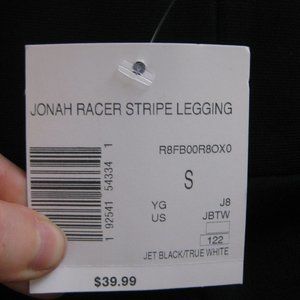 JONAH RACER STRIPE LEGGING
R8FB00R8OX0
S
YG J8
US JBTW
122
JET BLACK/TRUE WHITE
1 92541 54334 1
$39.99